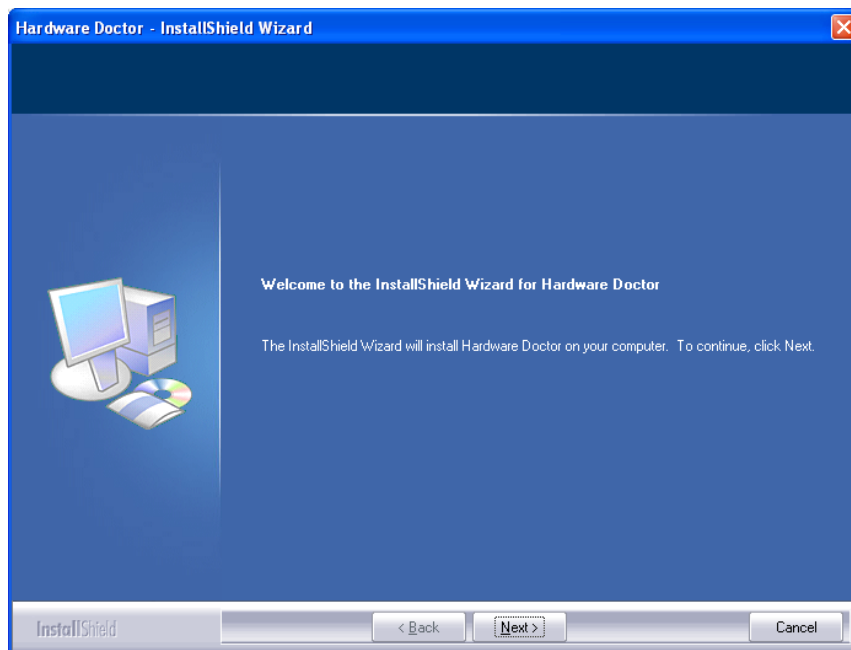 Hardware Doctor - InstallShield Wizard
Welcome to the InstallShield Wizard for Hardware Doctor
The InstallShield Wizard will install Hardware Doctor on your computer. To continue, click Next.
InstallShield
< Back
Next >
Cancel